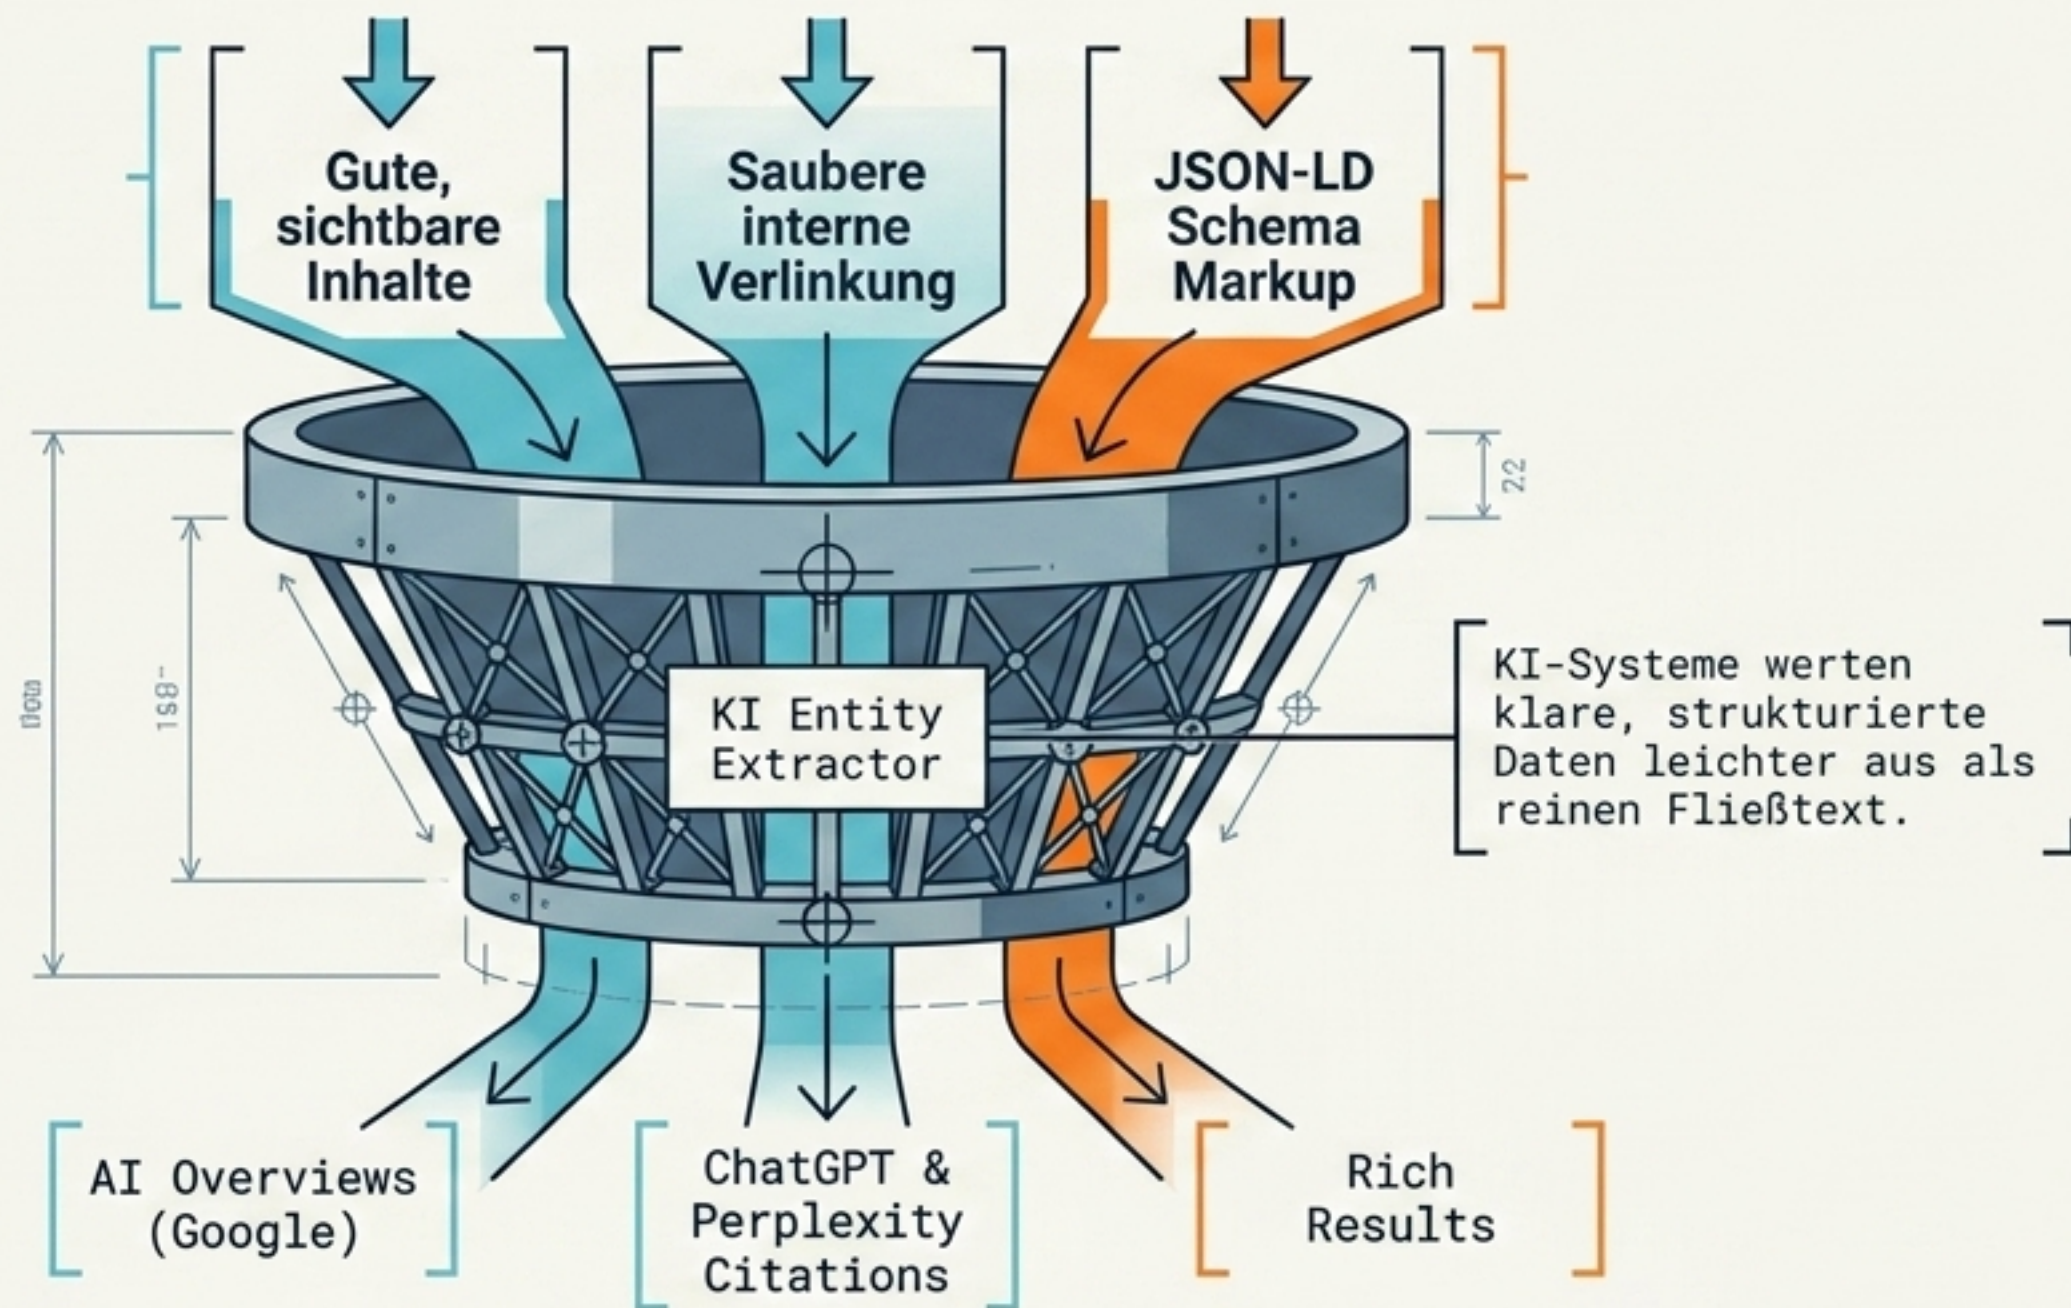 Gute,
sichtbare
Inhalte
Saubere
interne
Verlinkung
JSON-LD
Schema
Markup
22
KI Entity
Extractor
KI-Systeme werten
klare, strukturierte
Daten leichter aus als
reinen Fließtext.
AI Overviews
(Google)
ChatGPT &
Perplexity
Citations
Rich
Results